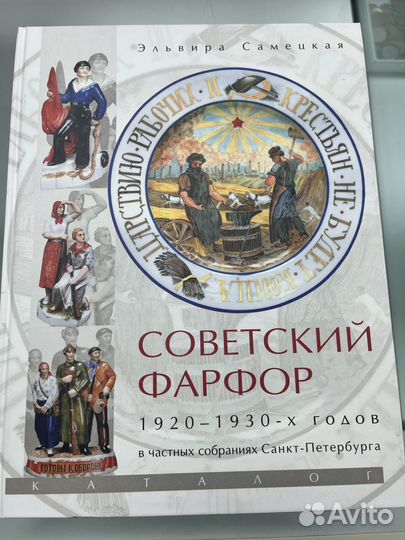 Эльвира Самецкая
ЦАРСТВИЮ·РАБОЧИХ·И КРЕСТЬЯН·НЕ·БУДЕТ·КОНЦА
ГОТОВЫ К ОБОРОНЕ
СОВЕТСКИЙ
ФАРФОР
1920–1930-х годов
в частных собраниях Санкт-Петербурга
КАТАЛОГ
Avito